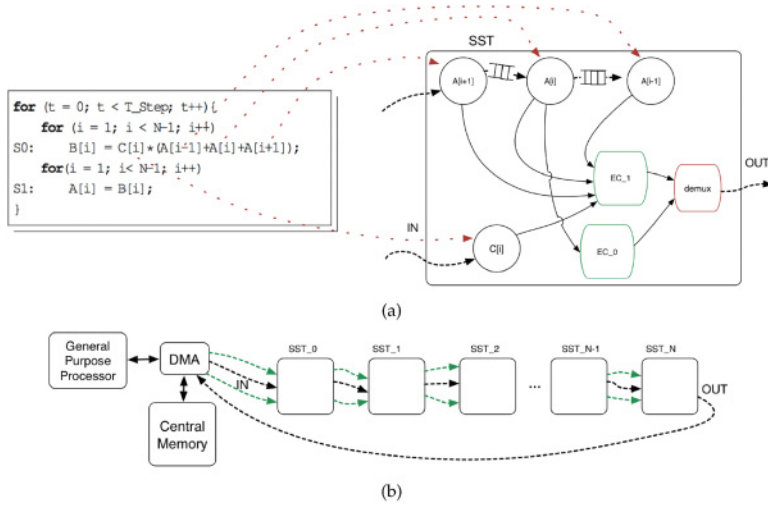 SST
A[i+1]
A[i]
A[i-1]
for (t = 0; t < T_Step; t++){
for (i = 1; i < N-1; i++)
S0: B[i] = C[i]*(A[i-1]+A[i]+A[i+1]);
for(i = 1; i< N-1; i++)
S1: A[i] = B[i];
}
EC_1
demux
OUT
IN
C[i]
EC_0
(a)
General
Purpose
Processor
DMA
IN
Central
Memory
SST_0
SST_1
SST_2
...
SST_N-1
SST_N
OUT
(b)